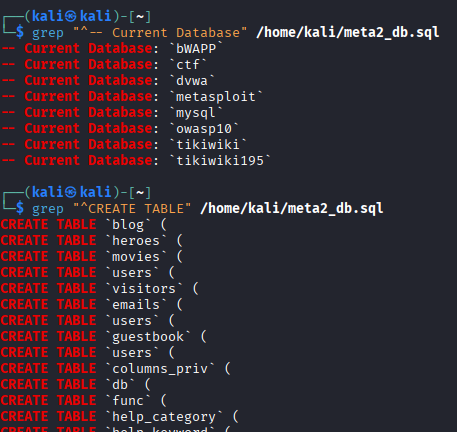 ┌──(kali㉿kali)-[~]
└─$ grep "^-- Current Database" /home/kali/meta2_db.sql
-- Current Database: `bWAPP`
-- Current Database: `ctf`
-- Current Database: `dvwa`
-- Current Database: `metasploit`
-- Current Database: `mysql`
-- Current Database: `owasp10`
-- Current Database: `tikiwiki`
-- Current Database: `tikiwiki195`
┌──(kali㉿kali)-[~]
└─$ grep "^CREATE TABLE" /home/kali/meta2_db.sql
CREATE TABLE `blog` (
CREATE TABLE `heroes` (
CREATE TABLE `movies` (
CREATE TABLE `users` (
CREATE TABLE `visitors` (
CREATE TABLE `emails` (
CREATE TABLE `users` (
CREATE TABLE `guestbook` (
CREATE TABLE `users` (
CREATE TABLE `columns_priv` (
CREATE TABLE `db` (
CREATE TABLE `func` (
CREATE TABLE `help_category` (
CREATE TABLE `help_keyword` (